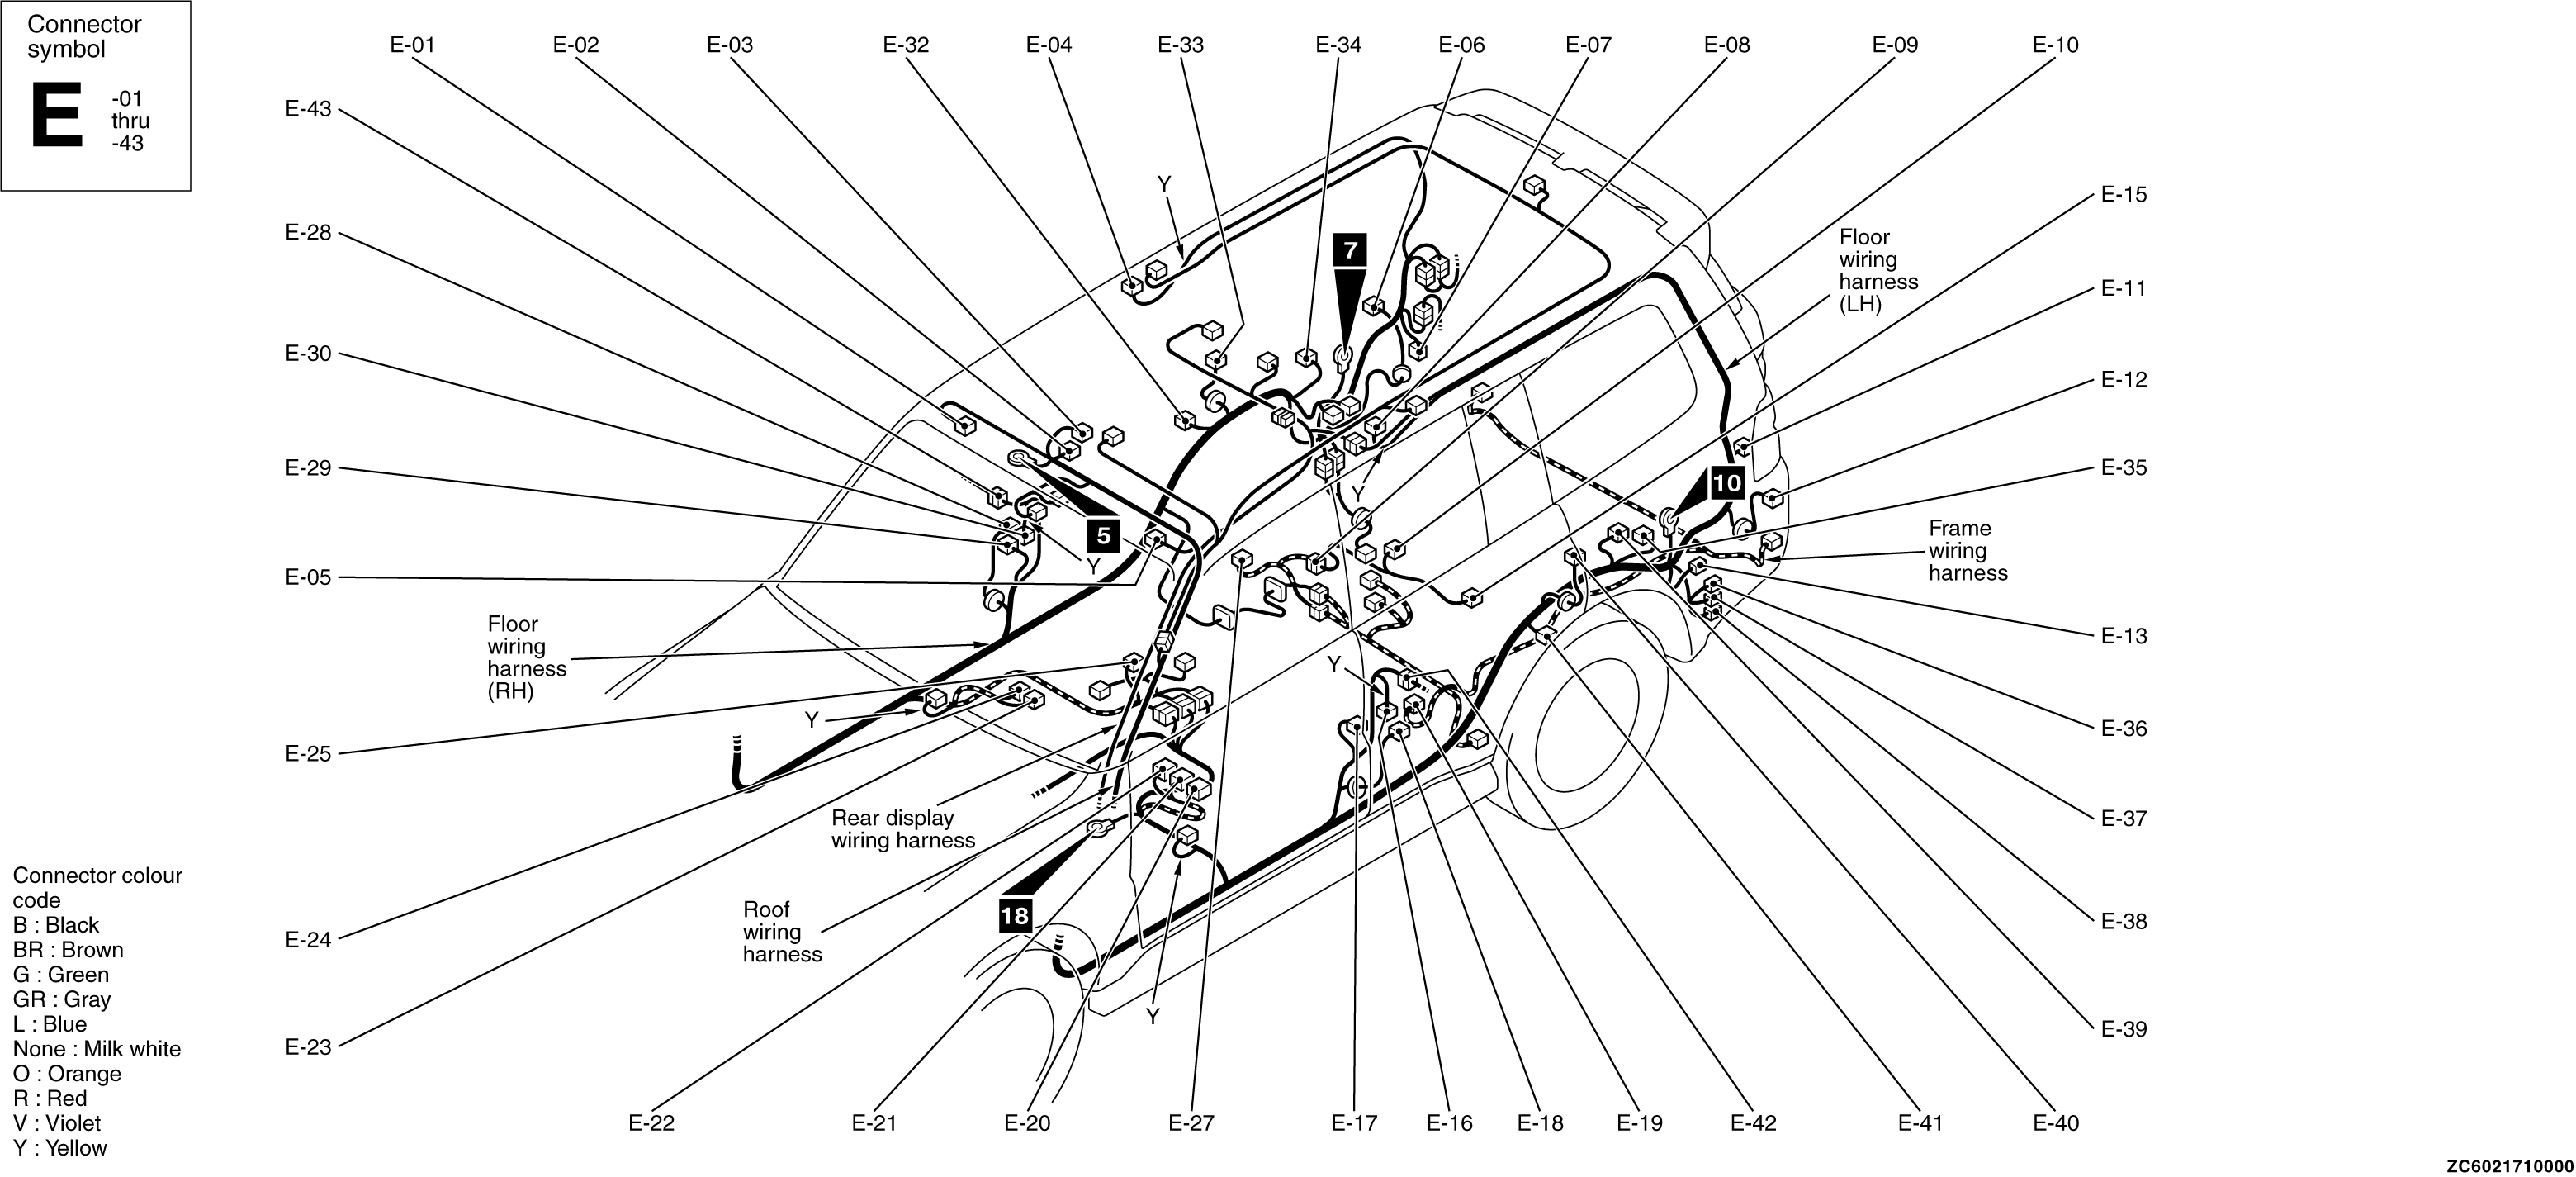 Connector
symbol
E
-01
thru
-43
E-01
E-02
E-03
E-32
E-04
E-33
E-34
E-06
E-07
E-08
E-09
E-10
E-43
E-28
E-30
E-29
E-05
E-25
E-24
E-23
E-15
E-11
E-12
E-35
E-13
E-36
E-37
E-38
E-39
Y
7
Floor
wiring
harness
(LH)
10
Y
Frame
wiring
harness
5
Y
Floor
wiring
harness
(RH)
Y
Y
Rear display
wiring harness
18
Roof
wiring
harness
Y
Connector colour
code
B : Black
BR : Brown
G : Green
GR : Gray
L : Blue
None : Milk white
O : Orange
R : Red
V : Violet
Y : Yellow
E-22
E-21
E-20
E-27
E-17
E-16
E-18
E-19
E-42
E-41
E-40
ZC6021710000